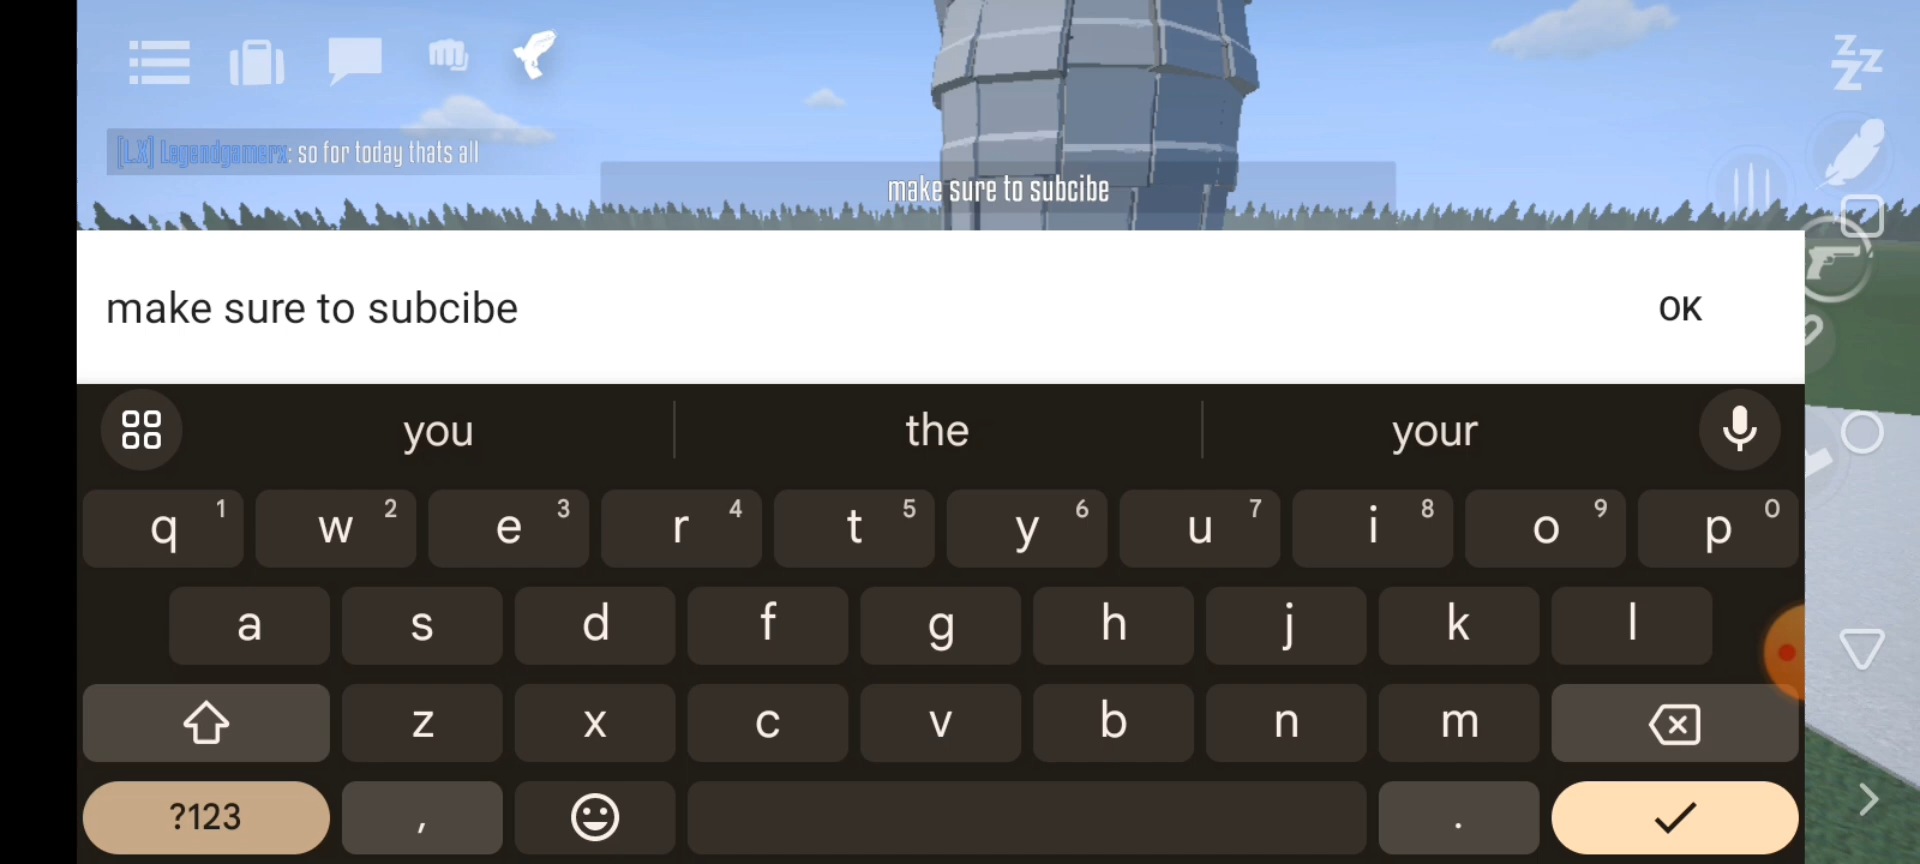 [L.X] Legendgamerx: so for today thats all
make sure to subcibe
make sure to subcibe
OK
you the your
q 1 w 2 e 3 r 4 t 5 y 6 u 7 i 8 o 9 p 0
a s d f g h j k l
z x c v b n m
?123 , .